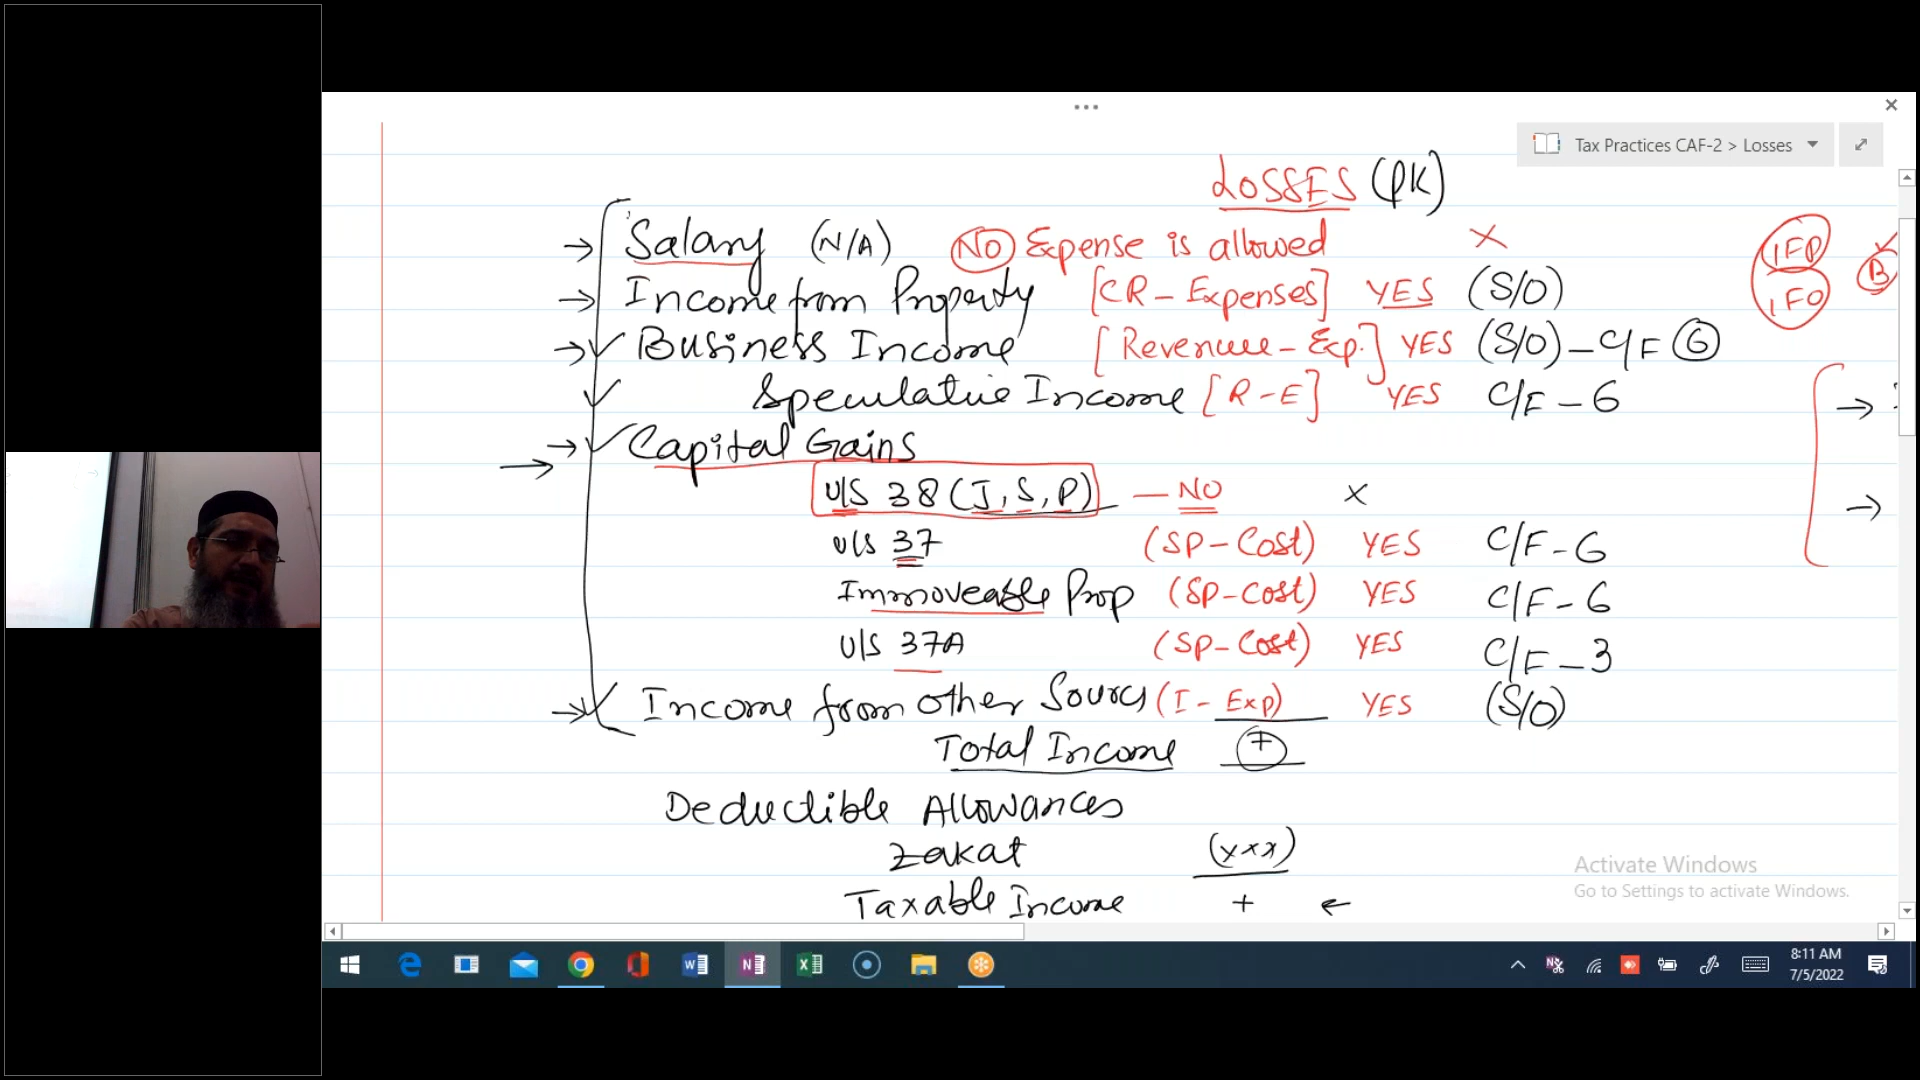 Tax Practices CAF-2 > Losses
LOSSES (PK)
Salary (N/A) NO Expense is allowed X
Income from Property [CR - Expenses] YES (S/O)
Business Income [Revenue - Exp.] YES (S/O) - C/F 6
Speculative Income [R - E] YES C/F - 6
Capital Gains
U/S 38 (J, S, P) - NO X
U/S 37 (SP - Cost) YES C/F - 6
Immoveable Prop (SP - Cost) YES C/F - 6
U/S 37A (SP - Cost) YES C/F - 3
Income from other Sourcs (I - Exp) YES (S/O)
Total Income +
Deductible Allowances
Zakat (xxx)
Taxable Income + ←
IFP
IFO
B
Activate Windows
Go to Settings to activate Windows.
8:11 AM
7/5/2022